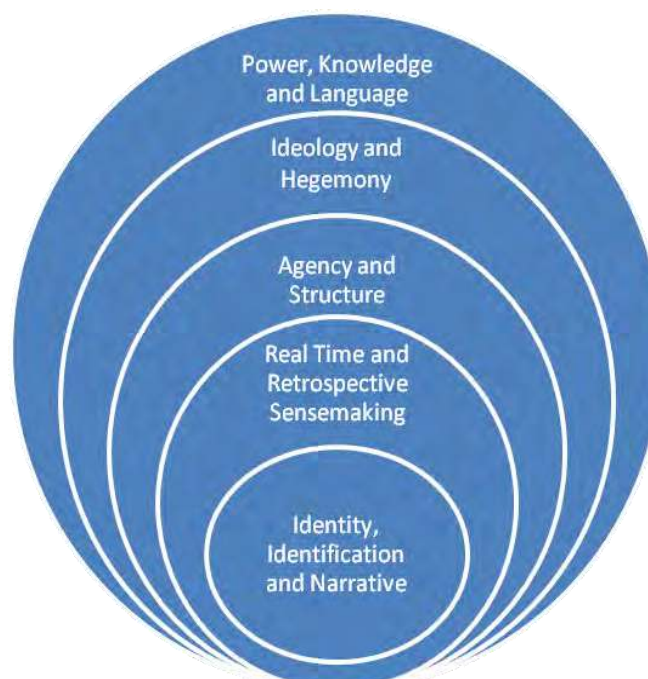 Power, Knowledge
and Language
Ideology and
Hegemony
Agency and
Structure
Real Time and
Retrospective
Sensemaking
Identity,
Identification
and Narrative